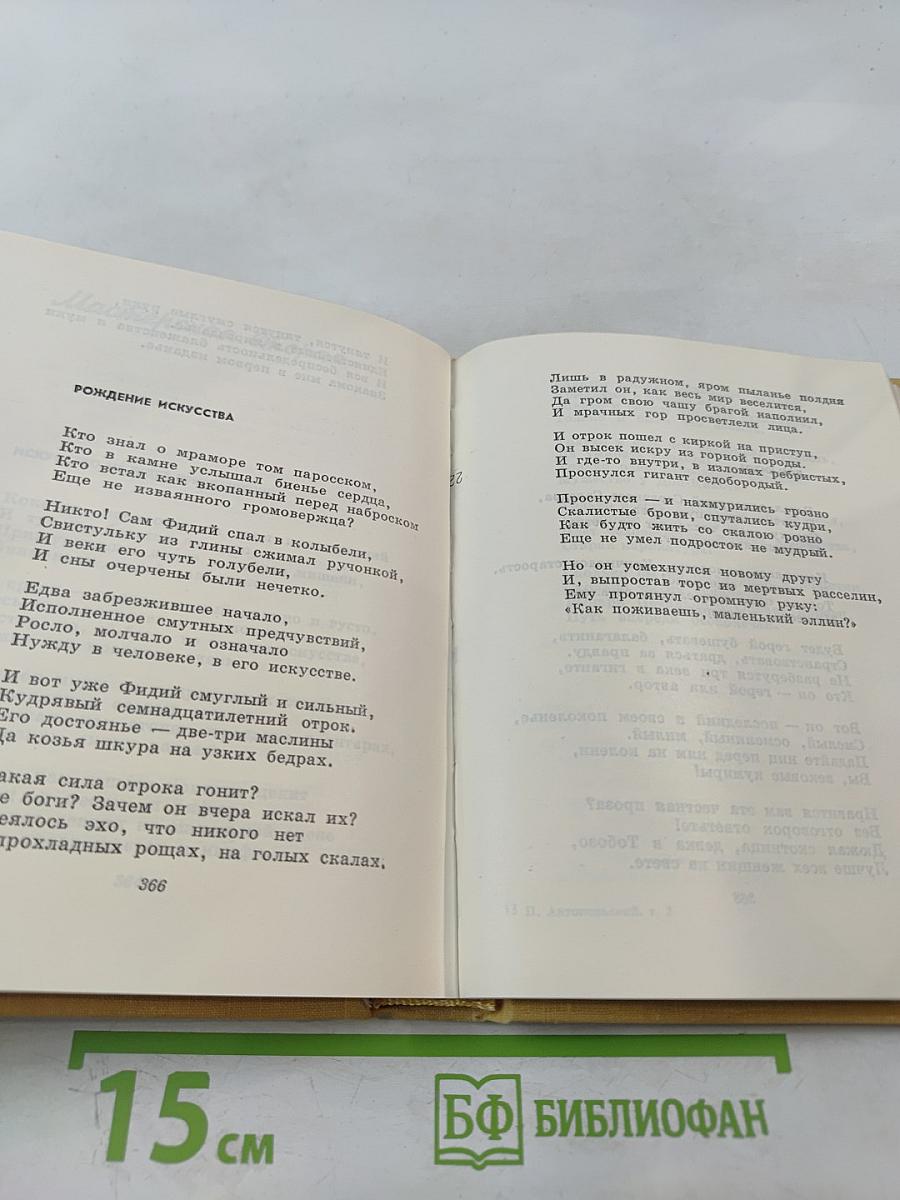 РОЖДЕНИЕ ИСКУССТВА
Кто знал о мраморе том паросском,
Кто в камне услышал биенье сердца,
Кто встал как вкопанный перед наброском
Еще не изваянного громовержца?
Никто! Сам Фидий спал в колыбели,
Свистульку из глины сжимал ручонкой,
И веки его чуть голубели,
И сны очерчены были нечетко.
Едва забрезжившее начало,
Исполненное смутных предчувствий,
Росло, молчало и означало
Нужду в человеке, в его искусстве.
И вот уже Фидий смуглый и сильный,
Кудрявый семнадцатилетний отрок.
Его достоянье — две-три маслины
Да козья шкура на узких бедрах.
акая сила отрока гонит?
е боги? Зачем он вчера искал их?
еялось эхо, что никого нет
прохладных рощах, на голых скалах.
366
Лишь в радужном, яром пыланье полдня
Заметил он, как весь мир веселится,
Да гром свою чашу брагой наполнил,
И мрачных гор просветлели лица.
И отрок пошел с киркой на приступ,
Он высек искру из горной породы.
И где-то внутри, в изломах ребристых,
Проснулся гигант седобородый.
Проснулся — и нахмурились грозно
Скалистые брови, спутались кудри,
Как будто жить со скалою розно
Еще не умел подросток не мудрый.
Но он усмехнулся новому другу
И, выпростав торс из мертвых расселин,
Ему протянул огромную руку:
«Как поживаешь, маленький эллин?»
13 П. Антокольский, т. 2
15 см
БФ БИБЛИОФАН